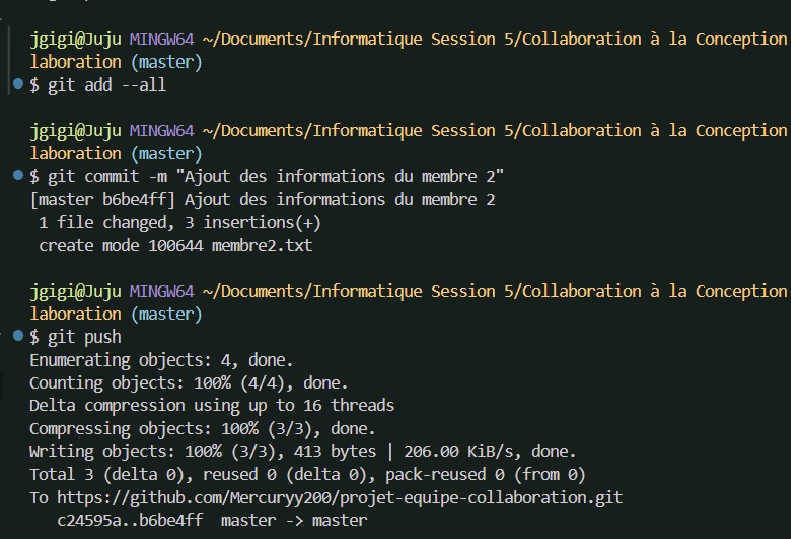 jgigi@Juju MINGW64 ~/Documents/Informatique Session 5/Collaboration à la Conception
laboration (master)
$ git add --all
jgigi@Juju MINGW64 ~/Documents/Informatique Session 5/Collaboration à la Conception
laboration (master)
$ git commit -m "Ajout des informations du membre 2"
[master b6be4ff] Ajout des informations du membre 2
 1 file changed, 3 insertions(+)
 create mode 100644 membre2.txt
jgigi@Juju MINGW64 ~/Documents/Informatique Session 5/Collaboration à la Conception
laboration (master)
$ git push
Enumerating objects: 4, done.
Counting objects: 100% (4/4), done.
Delta compression using up to 16 threads
Compressing objects: 100% (3/3), done.
Writing objects: 100% (3/3), 413 bytes | 206.00 KiB/s, done.
Total 3 (delta 0), reused 0 (delta 0), pack-reused 0 (from 0)
To https://github.com/Mercuryy200/projet-equipe-collaboration.git
   c24595a..b6be4ff  master -> master